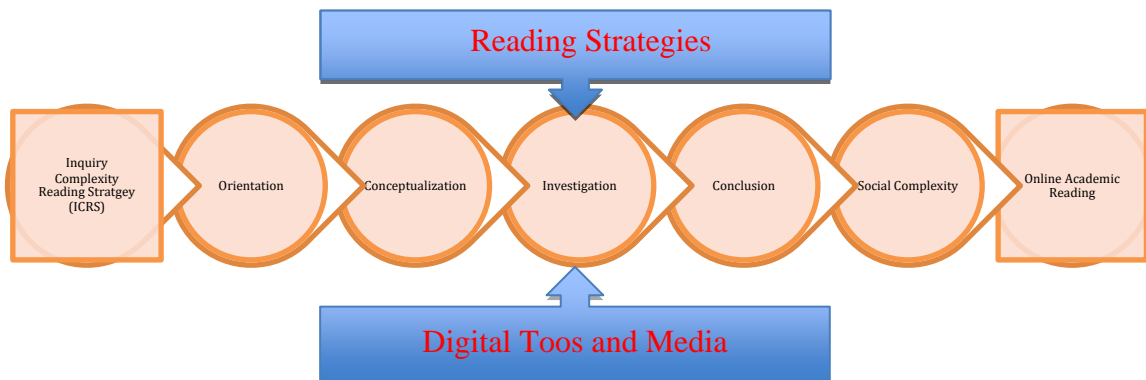 Reading Strategies
Inquiry
Complexity
Reading Stratgey
(ICRS)
Orientation
Conceptualization
Investigation
Conclusion
Social Complexity
Online Academic
Reading
Digital Toos and Media